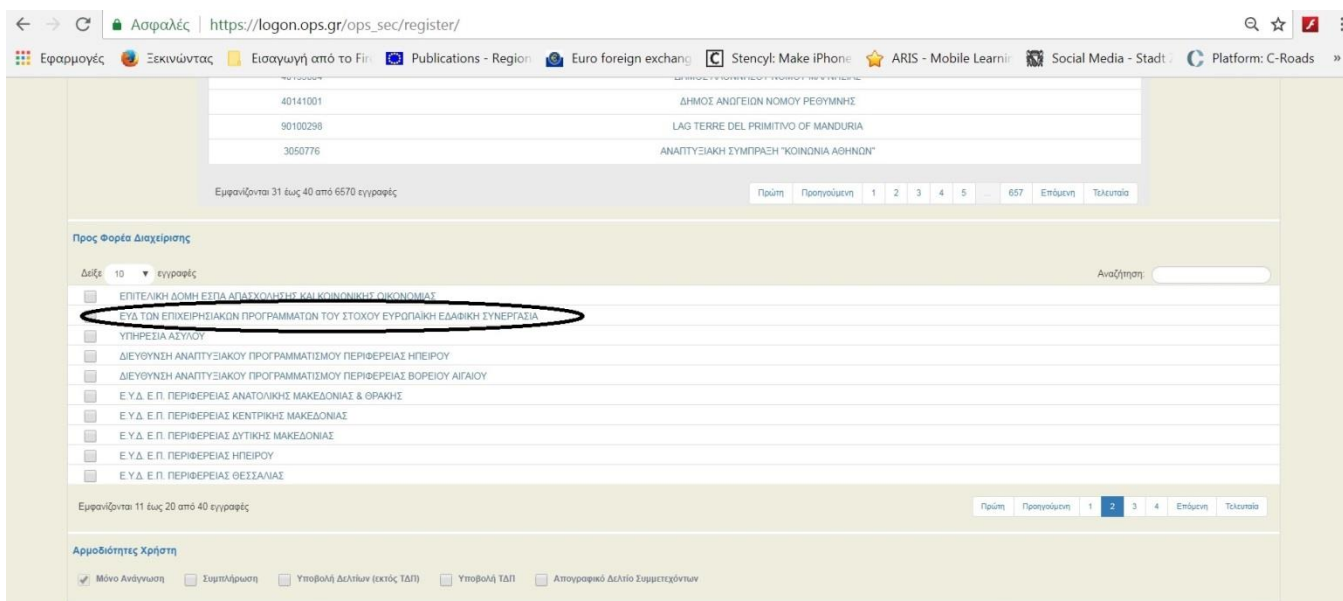 Ασφαλές | https://logon.ops.gr/ops_sec/register/
Εφαρμογές Ξεκινώντας Εισαγωγή από το Fir Publications - Region Euro foreign exchang Stencyl: Make iPhone ARIS - Mobile Learnin Social Media - Stadt Platform: C-Roads »
40141001 ΔΗΜΟΣ ΑΝΩΓΕΙΩΝ ΝΟΜΟΥ ΡΕΘΥΜΝΗΣ
90100298 LAG TERRE DEL PRIMITIVO OF MANDURIA
3050776 ΑΝΑΠΤΥΞΙΑΚΗ ΣΥΜΠΡΑΞΗ "ΚΟΙΝΩΝΙΑ ΑΘΗΝΩΝ"
Εμφανίζονται 31 έως 40 από 6570 εγγραφές Πρώτη Προηγούμενη 1 2 3 4 5 ... 657 Επόμενη Τελευταία
Προς Φορέα Διαχείρισης
Δείξε 10 εγγραφές Αναζήτηση:
ΕΠΙΤΕΛΙΚΗ ΔΟΜΗ ΕΣΠΑ ΑΠΑΣΧΟΛΗΣΗΣ ΚΑΙ ΚΟΙΝΩΝΙΚΗΣ ΟΙΚΟΝΟΜΙΑΣ
ΕΥΔ ΤΩΝ ΕΠΙΧΕΙΡΗΣΙΑΚΩΝ ΠΡΟΓΡΑΜΜΑΤΩΝ ΤΟΥ ΣΤΟΧΟΥ ΕΥΡΩΠΑΪΚΗ ΕΔΑΦΙΚΗ ΣΥΝΕΡΓΑΣΙΑ
ΥΠΗΡΕΣΙΑ ΑΣΥΛΟΥ
ΔΙΕΥΘΥΝΣΗ ΑΝΑΠΤΥΞΙΑΚΟΥ ΠΡΟΓΡΑΜΜΑΤΙΣΜΟΥ ΠΕΡΙΦΕΡΕΙΑΣ ΗΠΕΙΡΟΥ
ΔΙΕΥΘΥΝΣΗ ΑΝΑΠΤΥΞΙΑΚΟΥ ΠΡΟΓΡΑΜΜΑΤΙΣΜΟΥ ΠΕΡΙΦΕΡΕΙΑΣ ΒΟΡΕΙΟΥ ΑΙΓΑΙΟΥ
Ε.Υ.Δ. Ε.Π. ΠΕΡΙΦΕΡΕΙΑΣ ΑΝΑΤΟΛΙΚΗΣ ΜΑΚΕΔΟΝΙΑΣ & ΘΡΑΚΗΣ
Ε.Υ.Δ. Ε.Π. ΠΕΡΙΦΕΡΕΙΑΣ ΚΕΝΤΡΙΚΗΣ ΜΑΚΕΔΟΝΙΑΣ
Ε.Υ.Δ. Ε.Π. ΠΕΡΙΦΕΡΕΙΑΣ ΔΥΤΙΚΗΣ ΜΑΚΕΔΟΝΙΑΣ
Ε.Υ.Δ. Ε.Π. ΠΕΡΙΦΕΡΕΙΑΣ ΗΠΕΙΡΟΥ
Ε.Υ.Δ. Ε.Π. ΠΕΡΙΦΕΡΕΙΑΣ ΘΕΣΣΑΛΙΑΣ
Εμφανίζονται 11 έως 20 από 40 εγγραφές Πρώτη Προηγούμενη 1 2 3 4 Επόμενη Τελευταία
Αρμοδιότητες Χρήστη
Μόνο Ανάγνωση Συμπλήρωση Υποβολή Δελτίων (εκτός ΤΔΠ) Υποβολή ΤΔΠ Απογραφικό Δελτίο Συμμετεχόντων